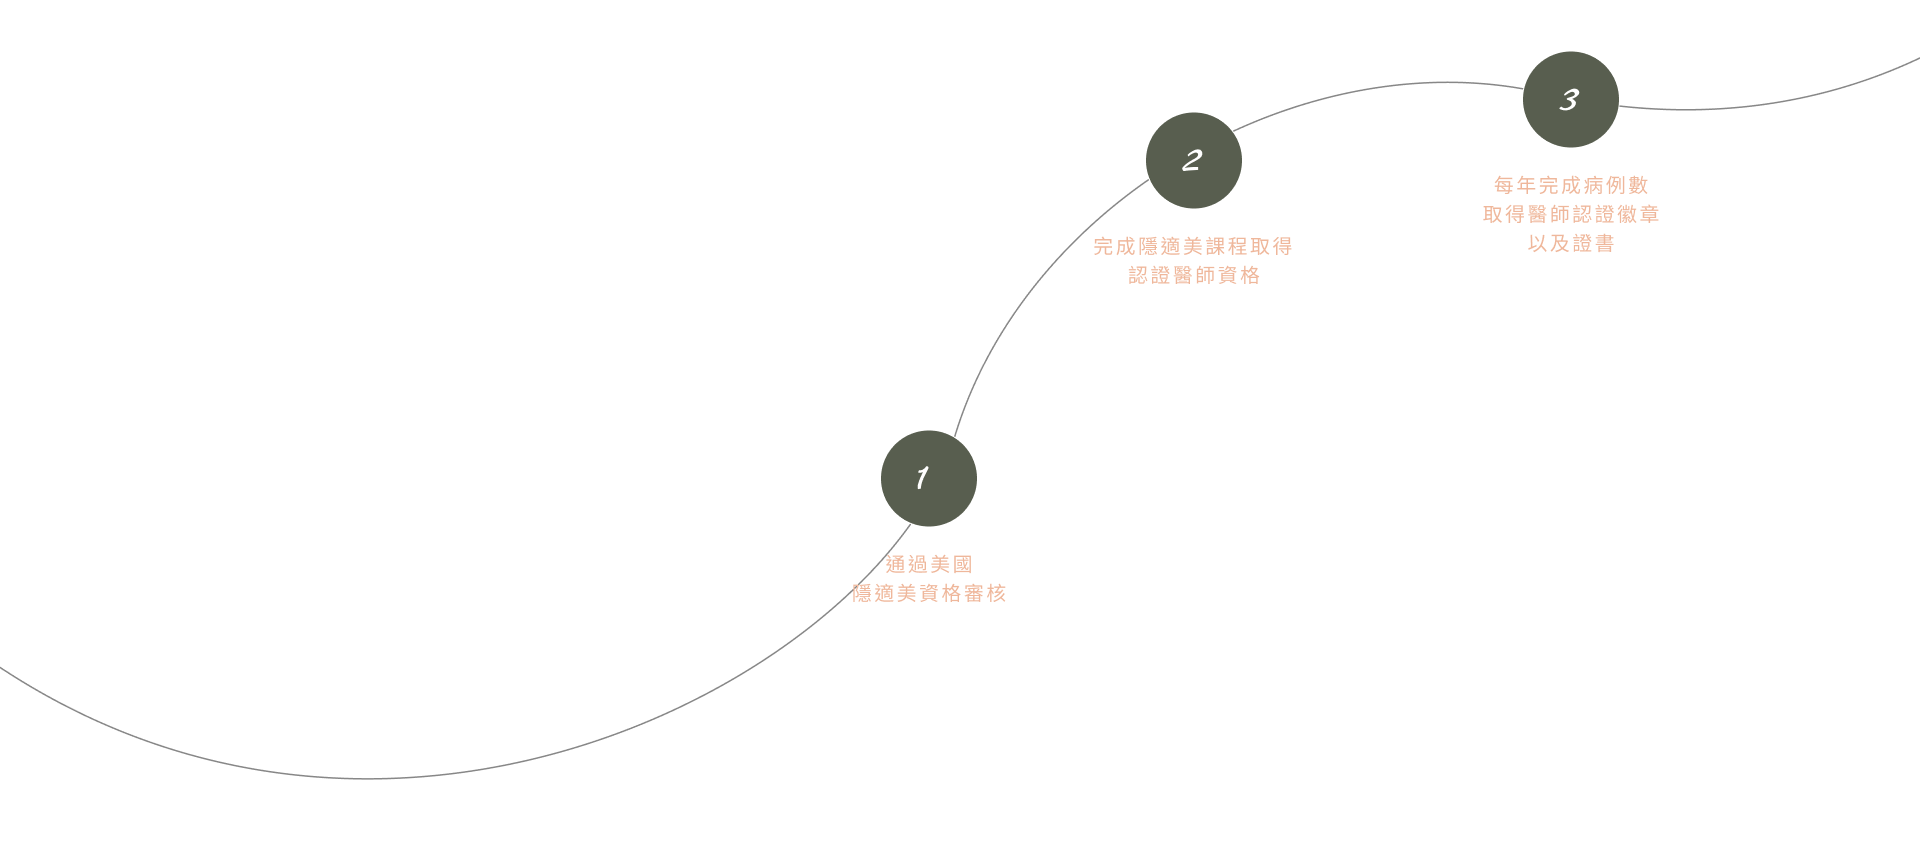 1
通過美國
隱適美資格審核
2
完成隱適美課程取得
認證醫師資格
3
每年完成病例數
取得醫師認證徽章
以及證書